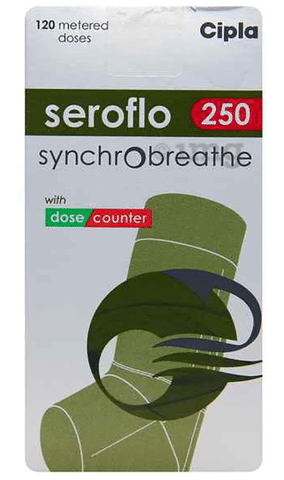 120 metered
doses
Cipla
seroflo 250
synchrobreathe
with
dose/counter